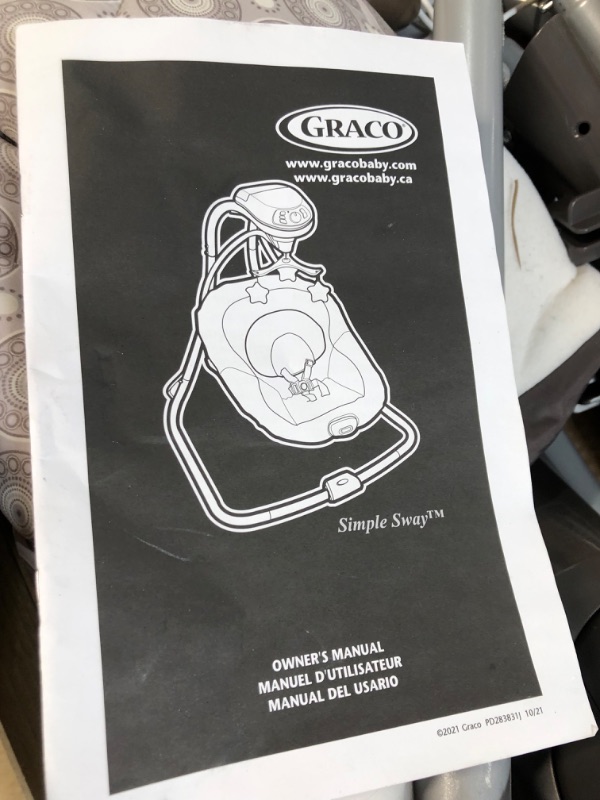 GRACO®
www.gracobaby.com
www.gracobaby.ca
Simple Sway™
OWNER'S MANUAL
MANUEL D'UTILISATEUR
MANUAL DEL USARIO
©2021 Graco PD283831J 10/21